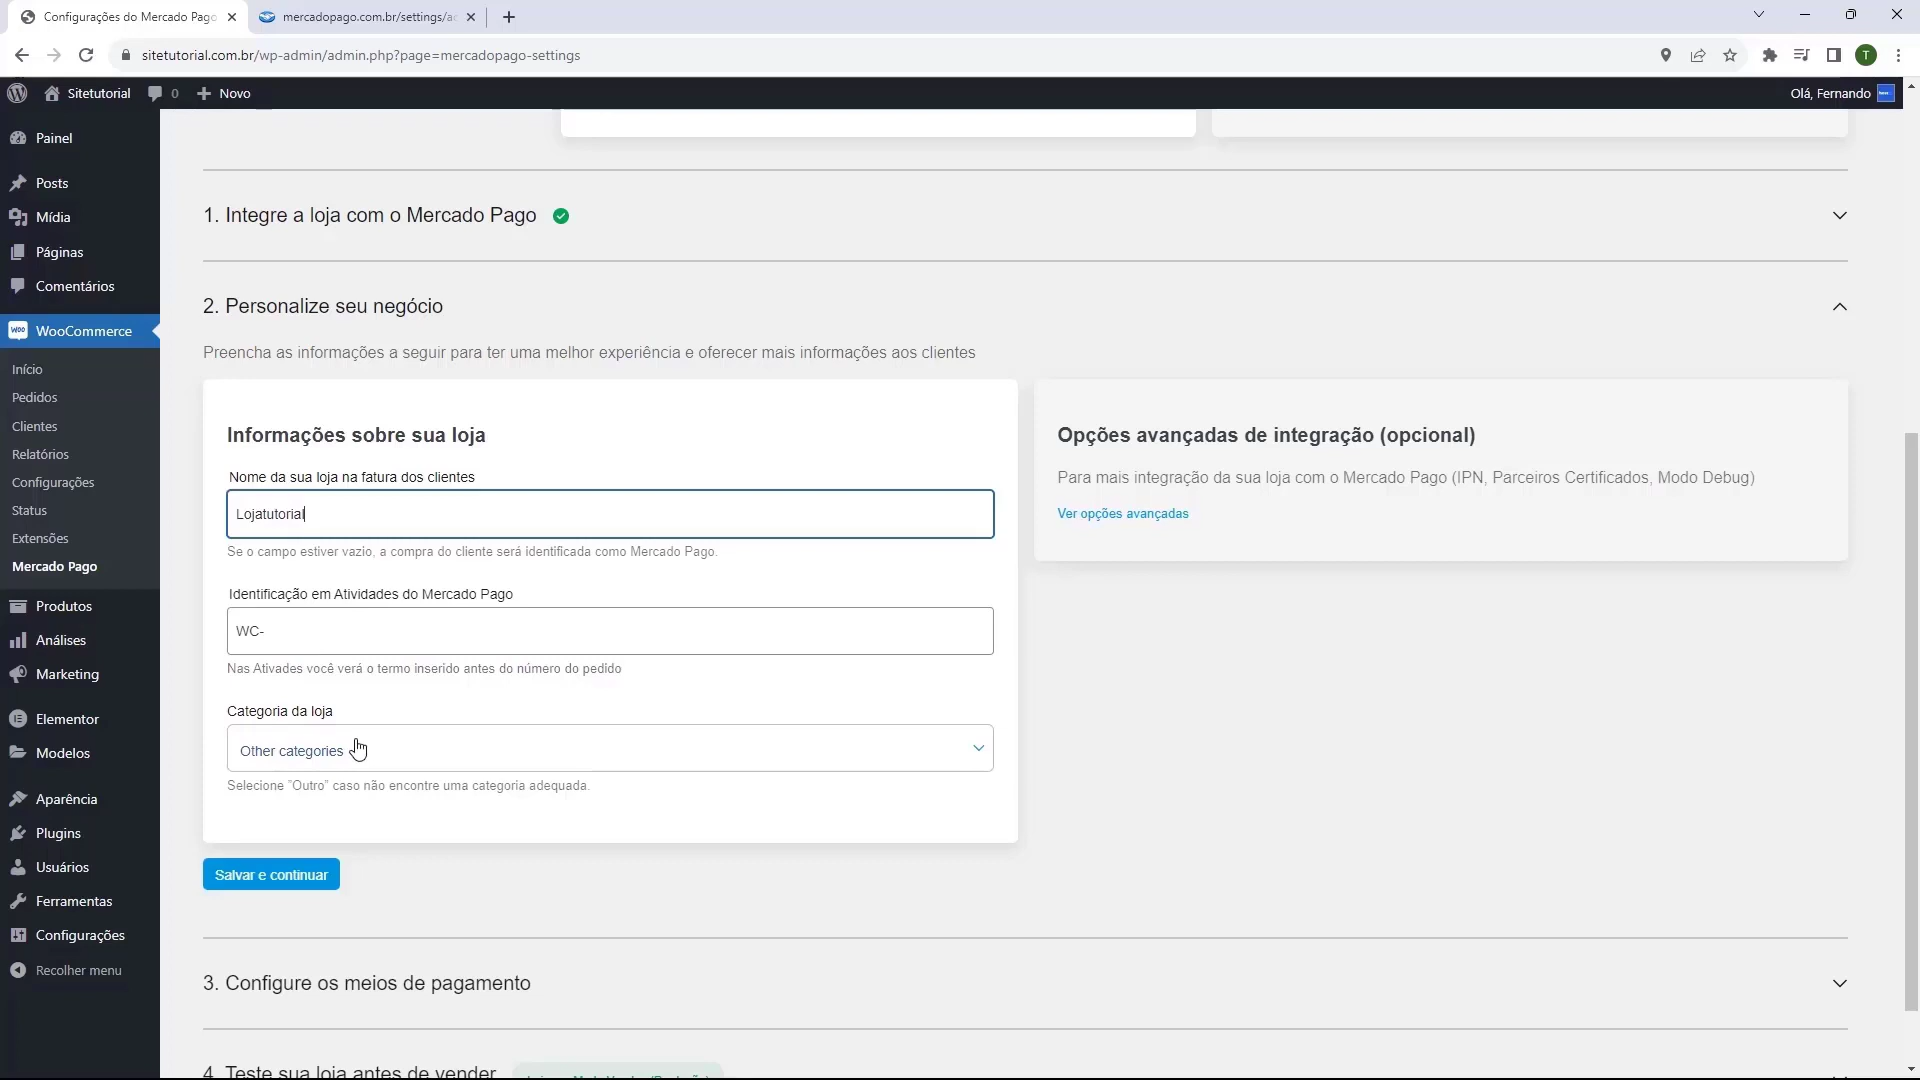 Configurações do Mercado Pago
mercadopago.com.br/settings/ac
sitetutorial.com.br/wp-admin/admin.php?page=mercadopago-settings
T
Sitetutorial
0
Novo
Olá, Fernando
Painel
Posts
Mídia
Páginas
Comentários
WooCommerce
Início
Pedidos
Clientes
Relatórios
Configurações
Status
Extensões
Mercado Pago
Produtos
Análises
Marketing
Elementor
Modelos
Aparência
Plugins
Usuários
Ferramentas
Configurações
Recolher menu
1. Integre a loja com o Mercado Pago
2. Personalize seu negócio
Preencha as informações a seguir para ter uma melhor experiência e oferecer mais informações aos clientes
Informações sobre sua loja
Nome da sua loja na fatura dos clientes
Lojatutorial
Se o campo estiver vazio, a compra do cliente será identificada como Mercado Pago.
Identificação em Atividades do Mercado Pago
WC-
Nas Ativades você verá o termo inserido antes do número do pedido
Categoria da loja
Other categories
Selecione "Outro" caso não encontre uma categoria adequada.
Salvar e continuar
Opções avançadas de integração (opcional)
Para mais integração da sua loja com o Mercado Pago (IPN, Parceiros Certificados, Modo Debug)
Ver opções avançadas
3. Configure os meios de pagamento
4. Teste sua loja antes de vender